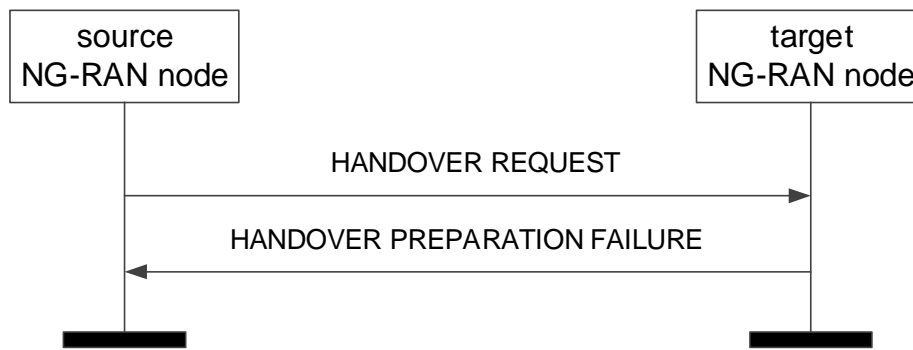 source
NG-RAN node
target
NG-RAN node
HANDOVER REQUEST
HANDOVER PREPARATION FAILURE